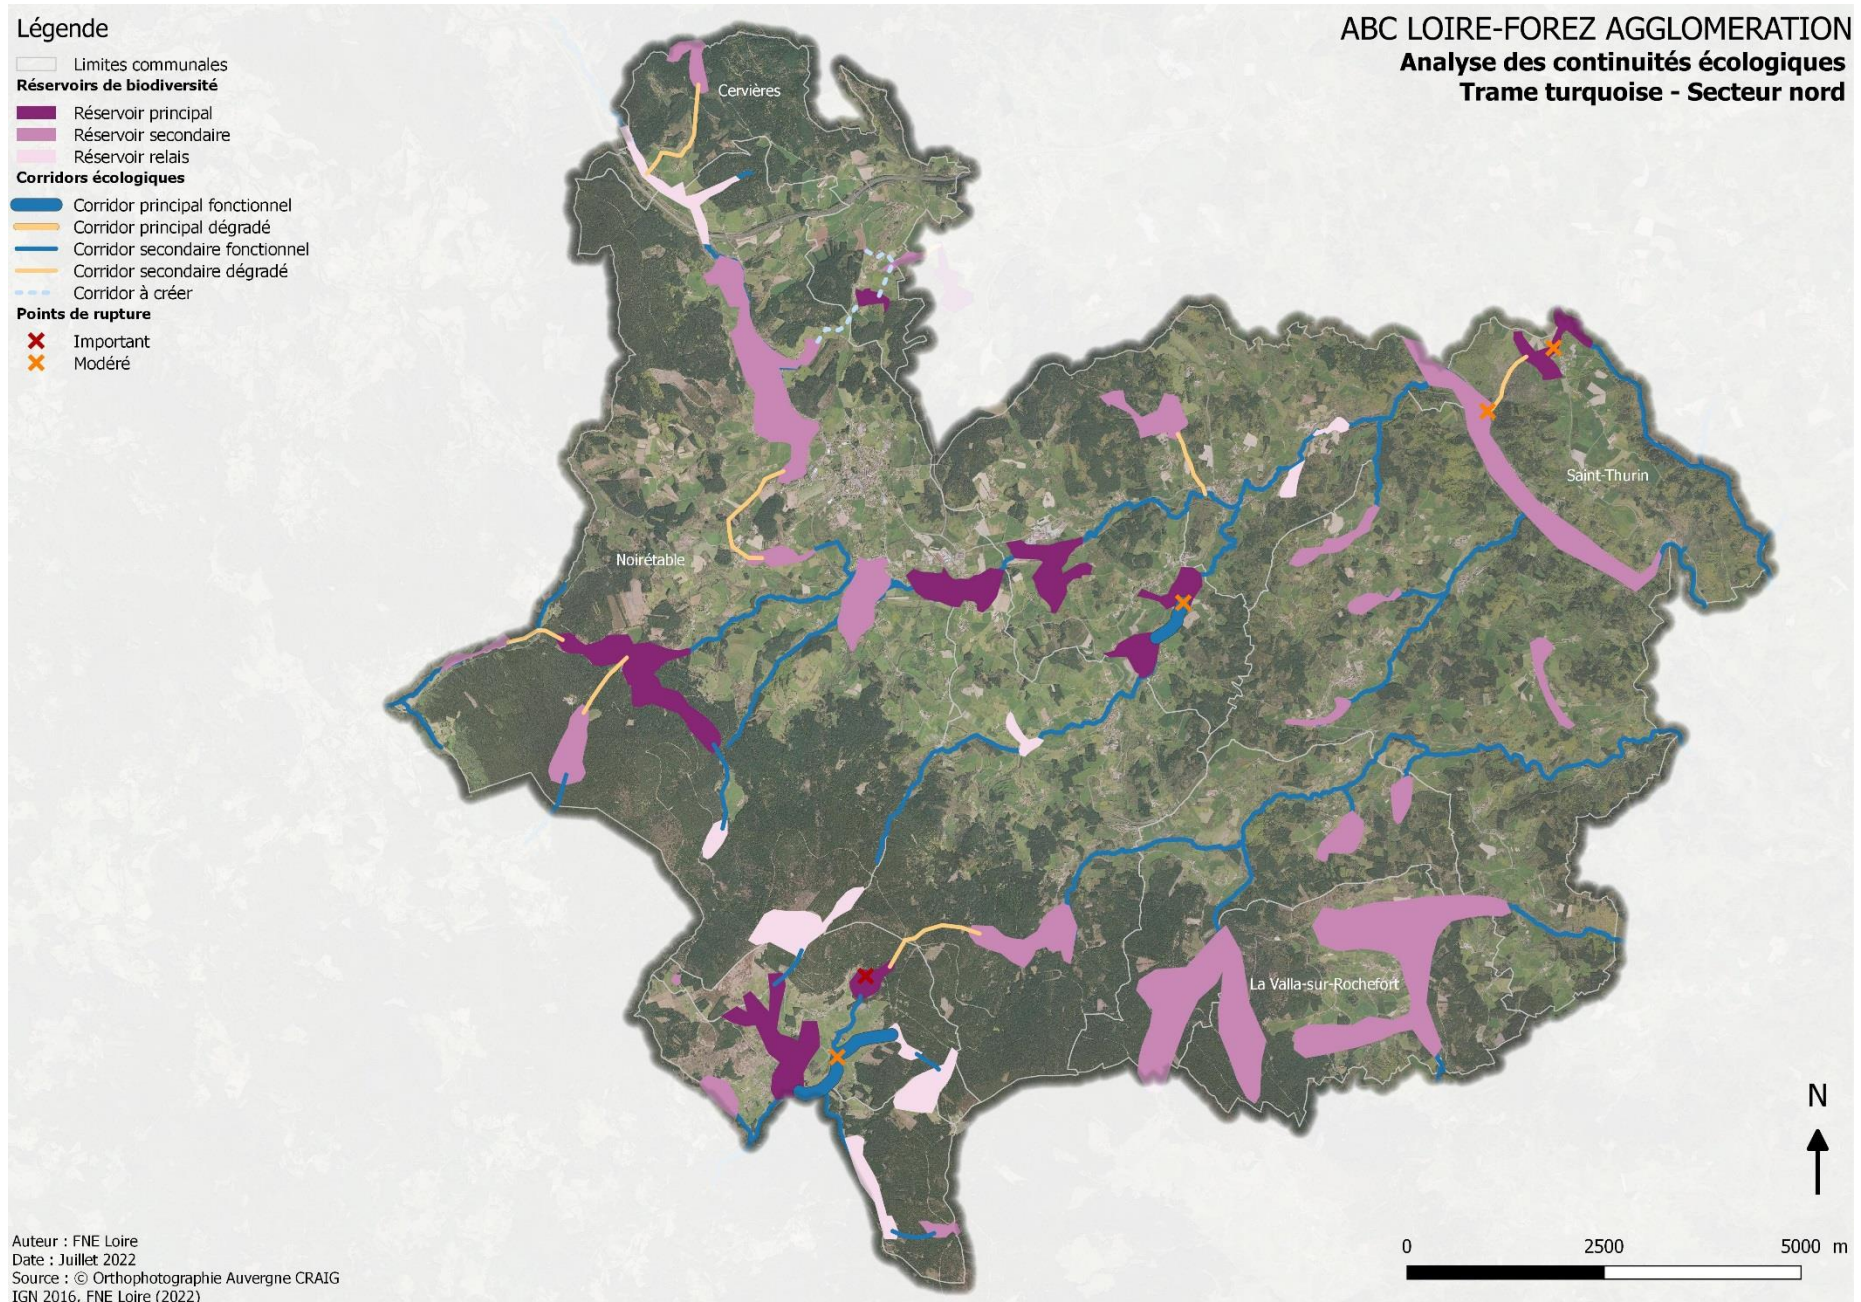 Légende
Limites communales
Réservoirs de biodiversité
Réservoir principal
Réservoir secondaire
Réservoir relais
Corridors écologiques
Corridor principal fonctionnel
Corridor principal dégradé
Corridor secondaire fonctionnel
Corridor secondaire dégradé
Corridor à créer
Points de rupture
Important
Modéré
ABC LOIRE-FOREZ AGGLOMERATION
Analyse des continuités écologiques
Trame turquoise - Secteur nord
Cervières
Saint-Thurin
Noirétable
La Valla-sur-Rochefort
N
0 2500 5000 m
Auteur : FNE Loire
Date : Juillet 2022
Source : © Orthophotographie Auvergne CRAIG
IGN 2016, FNE Loire (2022)